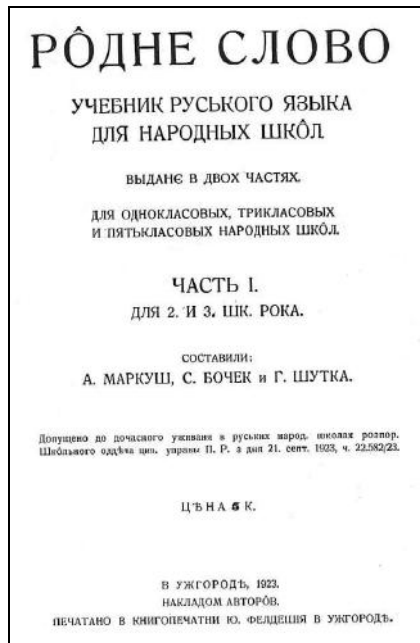 РÔДНЕ СЛОВО
УЧЕБНИК РУСЬКОГО ЯЗЫКА
ДЛЯ НАРОДНЫХ ШКÔЛ
ВЫДАНЄ В ДВОХ ЧАСТЯХ.
ДЛЯ ОДНОКЛАСОВЫХ, ТРИКЛАСОВЫХ
И ПЯТЬКЛАСОВЫХ НАРОДНЫХ ШКÔЛ.
ЧАСТЬ I.
ДЛЯ 2. И 3. ШК. РОКА.
СОСТАВИЛИ:
А. МАРКУШ, С. БОЧЕК и Г. ШУТКА.
Допущено до дочасного уживаня в руських народ. школах розпор.
Шкôльного оддѣла цив. управы П. Р. з дня 21. септ. 1923, ч. 22.582/23.
ЦѢНА 5 К.
В УЖГОРОДѢ, 1923.
НАКЛАДОМ АВТОРÔВ.
ПЕЧАТАНО В КНИГОПЕЧАТНИ Ю. ФЕЛДЕШІЯ В УЖГОРОДѢ.